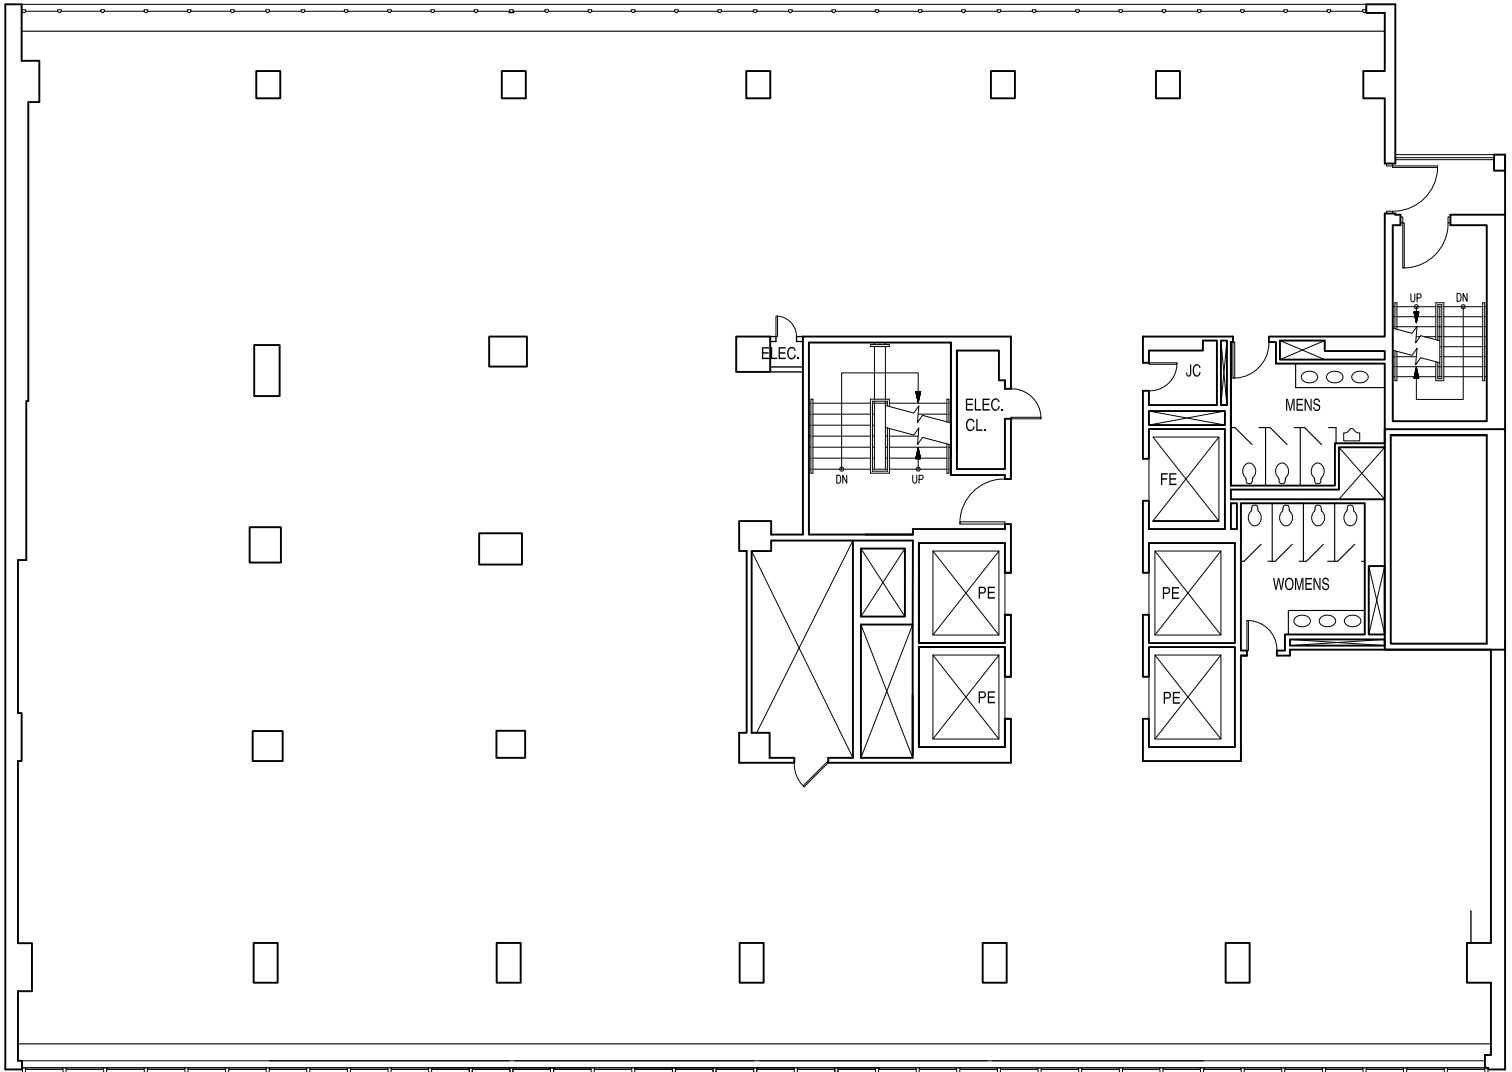 UP DN
ELEC.
JC
ELEC.
CL.
MENS
DN UP
FE
PE
PE
WOMENS
PE
PE